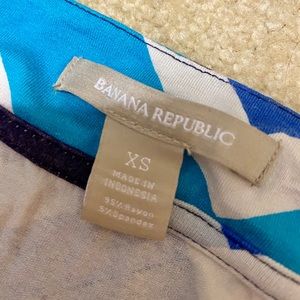 BANANA REPUBLIC
XS
MADE IN
INDONESIA
95% Rayon
5% Spandex